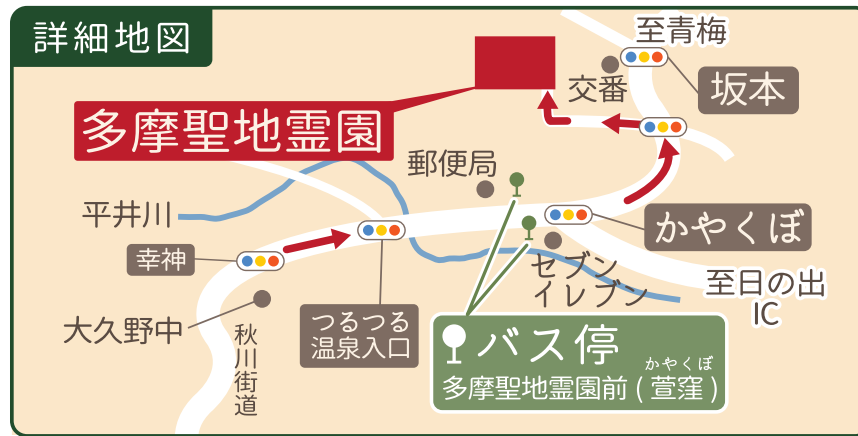 詳細地図
至青梅
交番
坂本
多摩聖地霊園
郵便局
平井川
かやくぼ
幸神
セブン
イレブン
至日の出
IC
大久野中
つるつる
温泉入口
秋川街道
バス停
かやくぼ
多摩聖地霊園前(萱窪)